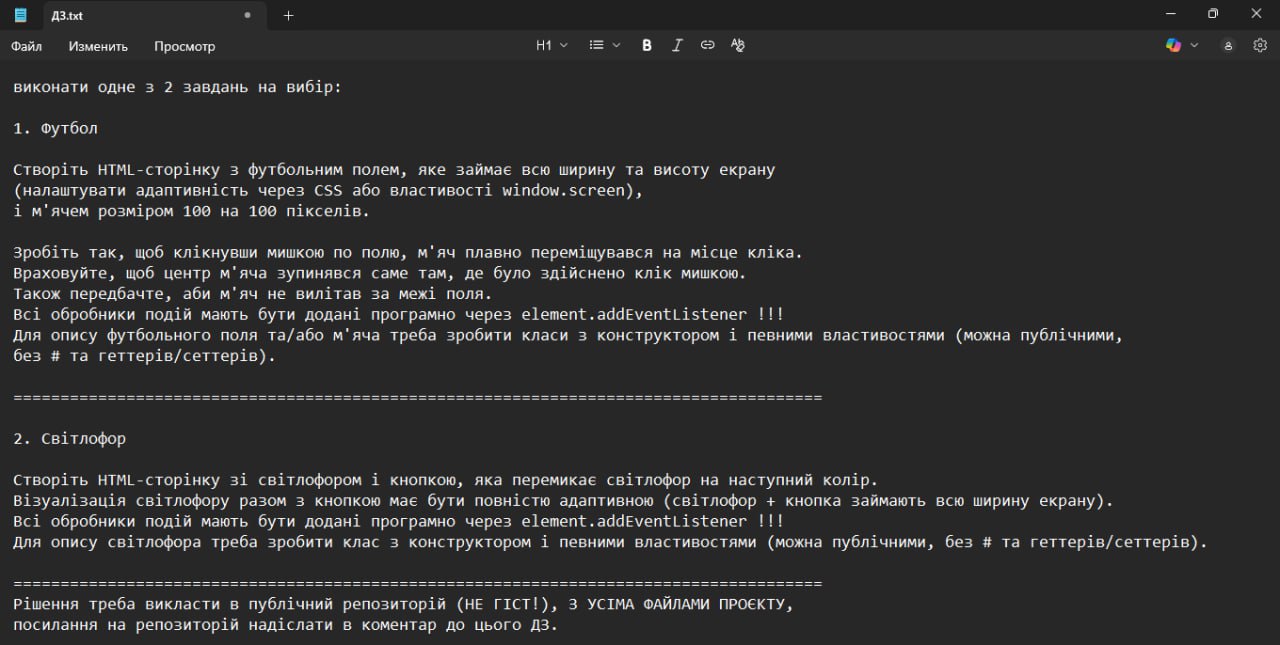 ДЗ.txt
Файл Изменить Просмотр H1 B I
виконати одне з 2 завдань на вибір:
1. Футбол
Створіть HTML-сторінку з футбольним полем, яке займає всю ширину та висоту екрану
(налаштувати адаптивність через CSS або властивості window.screen),
і м'ячем розміром 100 на 100 пікселів.
Зробіть так, щоб клікнувши мишкою по полю, м'яч плавно переміщувався на місце кліка.
Враховуйте, щоб центр м'яча зупинявся саме там, де було здійснено клік мишкою.
Також передбачте, аби м'яч не вилітав за межі поля.
Всі обробники подій мають бути додані програмно через element.addEventListener !!!
Для опису футбольного поля та/або м'яча треба зробити класи з конструктором і певними властивостями (можна публічними,
без # та геттерів/сеттерів).
======================================================================================
2. Світлофор
Створіть HTML-сторінку зі світлофором і кнопкою, яка перемикає світлофор на наступний колір.
Візуалізація світлофору разом з кнопкою має бути повністю адаптивною (світлофор + кнопка займають всю ширину екрану).
Всі обробники подій мають бути додані програмно через element.addEventListener !!!
Для опису світлофора треба зробити клас з конструктором і певними властивостями (можна публічними, без # та геттерів/сеттерів).
======================================================================================
Рішення треба викласти в публічний репозиторій (НЕ ГІСТ!), З УСІМА ФАЙЛАМИ ПРОЄКТУ,
посилання на репозиторій надіслати в коментар до цього ДЗ.